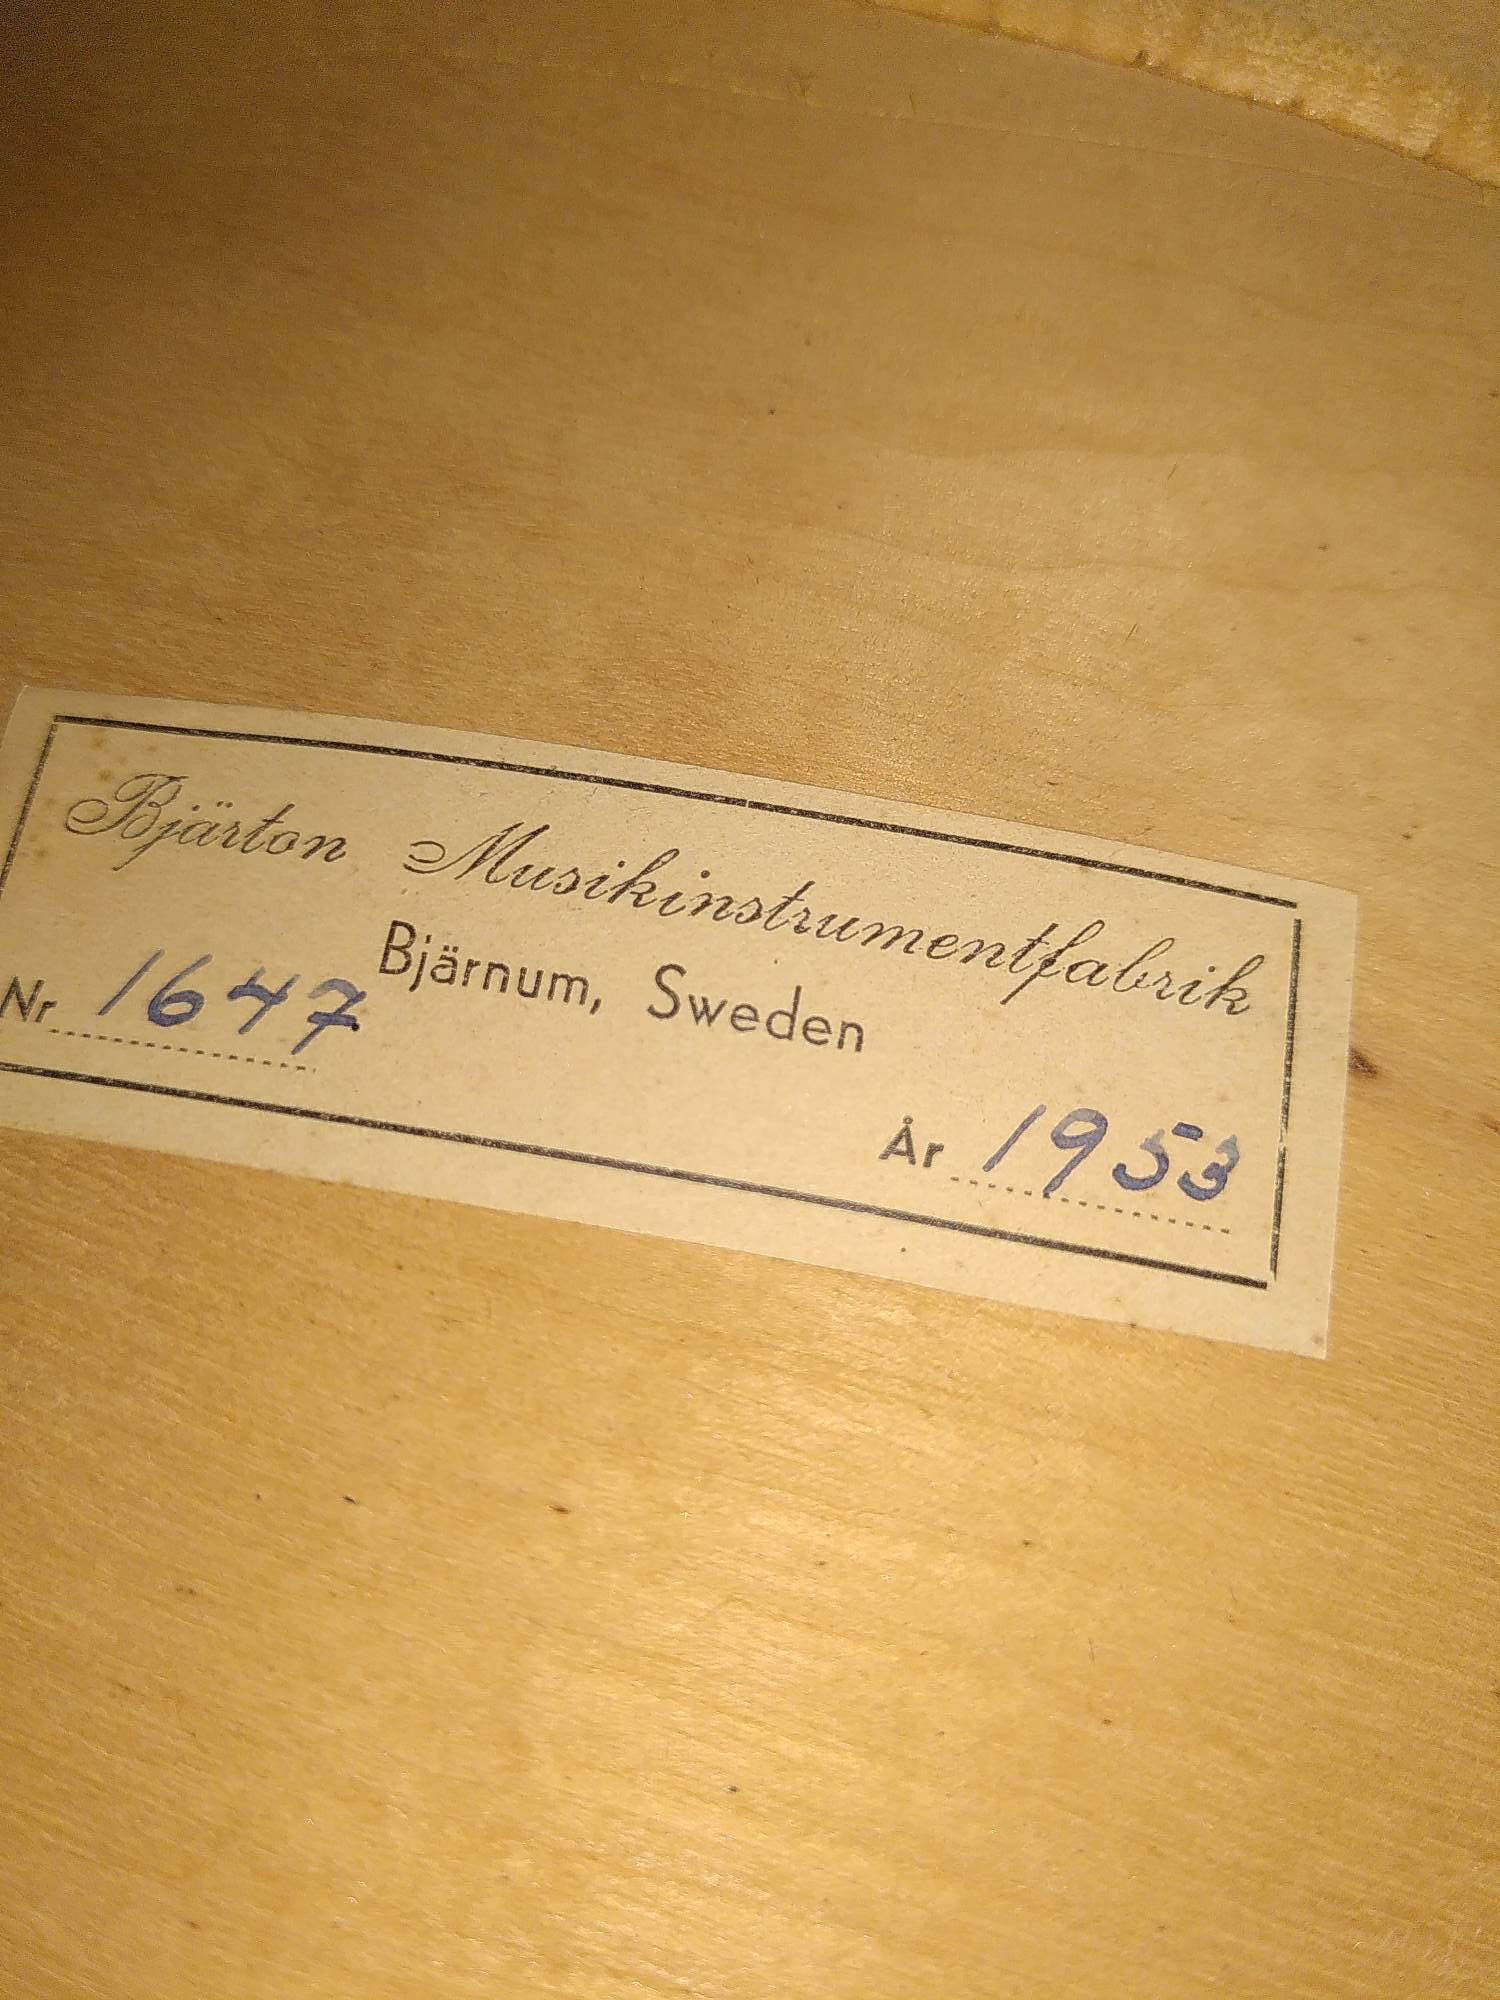 Bjärton Musikinstrumentfabrik
Bjärnum, Sweden
Nr 1647
År 1953